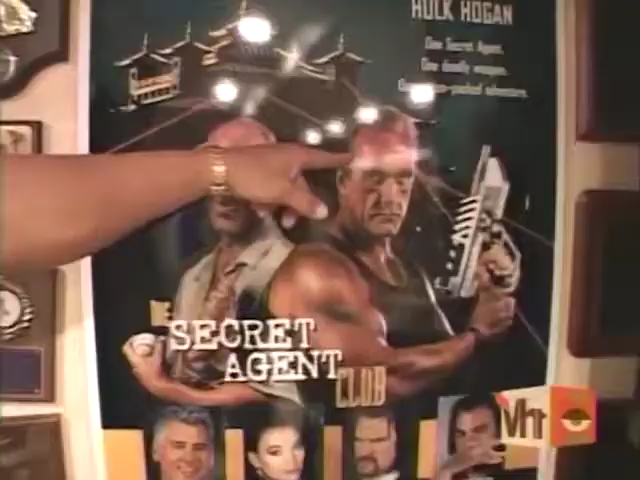 HULK HOGAN
One Secret Agent.
One deadly weapon.
SECRET
AGENT
CLUB
Vh1